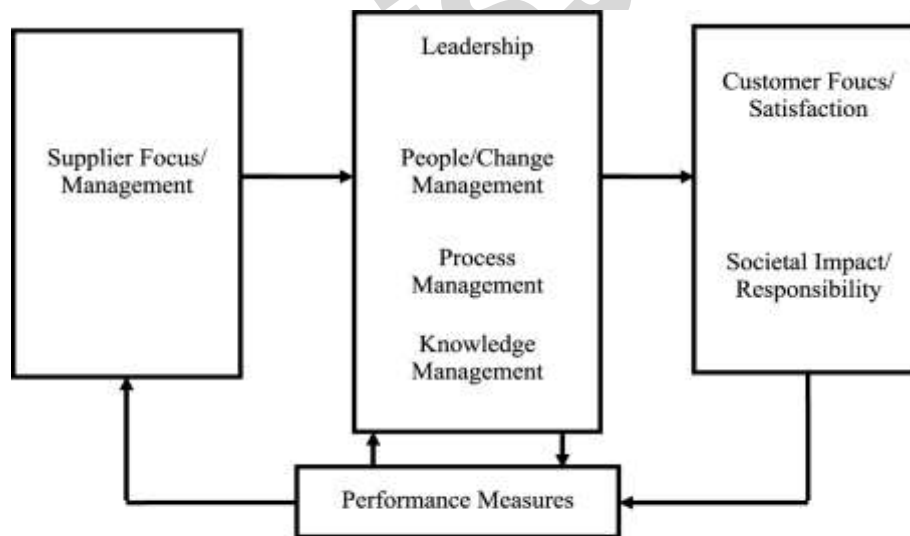 Leadership
Supplier Focus/
Management
People/Change
Management
Process
Management
Knowledge
Management
Customer Foucs/
Satisfaction
Societal Impact/
Responsibility
Performance Measures